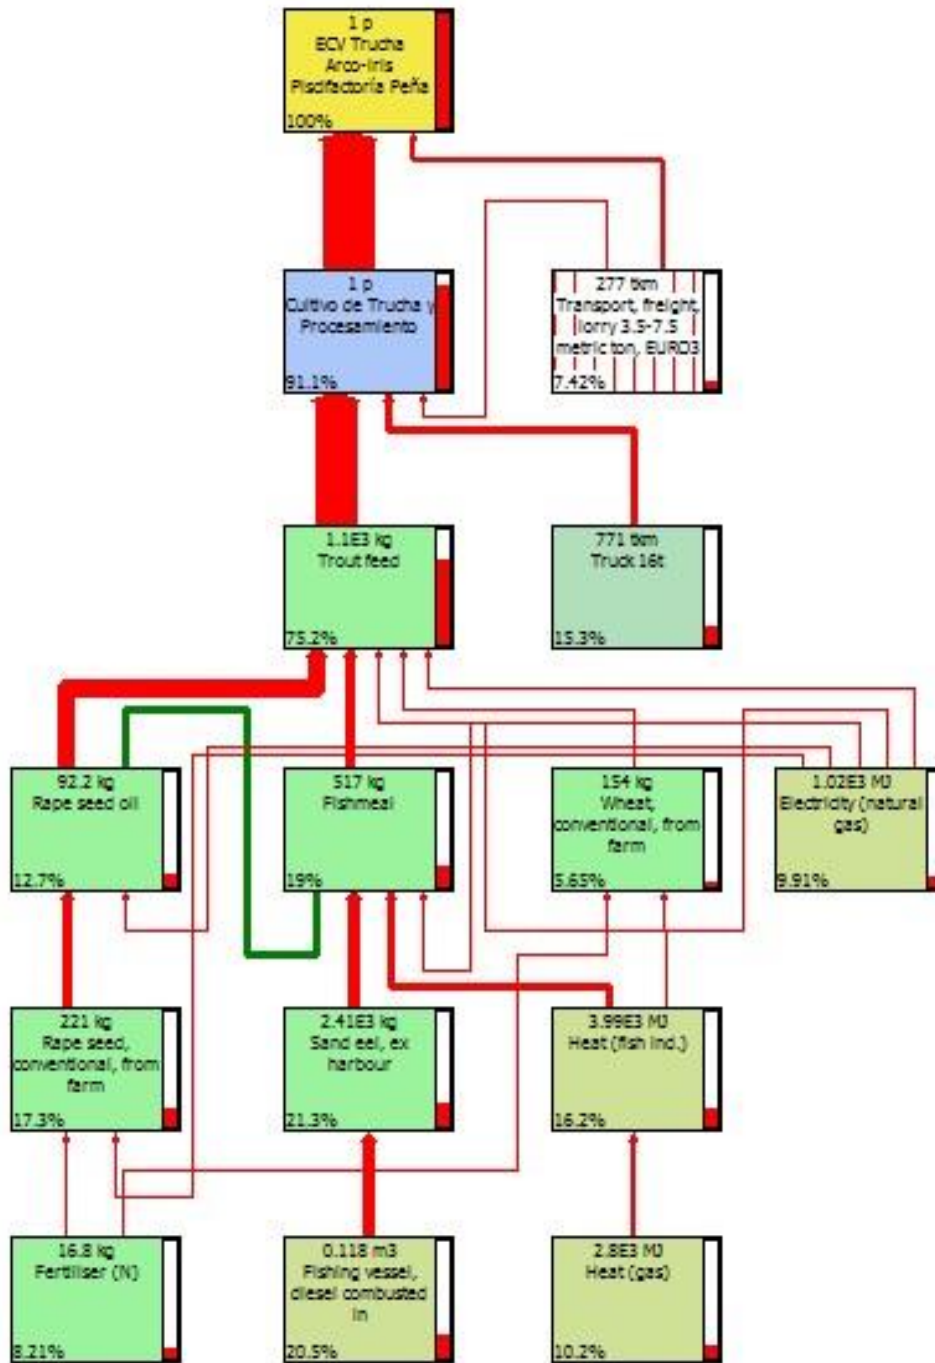 1 p
ECV Trucha
Arco-Iris
Piscifactoría Peña
100%
1 p
Cultivo de Trucha y
Procesamiento
91.1%
277 tkm
Transport, freight,
lorry 3.5-7.5
metric ton, EURO3
7.42%
1.1E3 kg
Trout feed
75.2%
771 tkm
Truck 16t
15.3%
92.2 kg
Rape seed oil
12.7%
517 kg
Fishmeal
19%
154 kg
Wheat,
conventional, from
farm
5.65%
1.02E3 MJ
Electricity (natural
gas)
9.91%
221 kg
Rape seed,
conventional, from
farm
17.3%
2.41E3 kg
Sand eel, ex
harbour
21.3%
3.99E3 MJ
Heat (fish ind.)
16.2%
16.8 kg
Fertiliser (N)
8.21%
0.118 m3
Fishing vessel,
diesel combusted
in
20.5%
2.8E3 MJ
Heat (gas)
10.2%